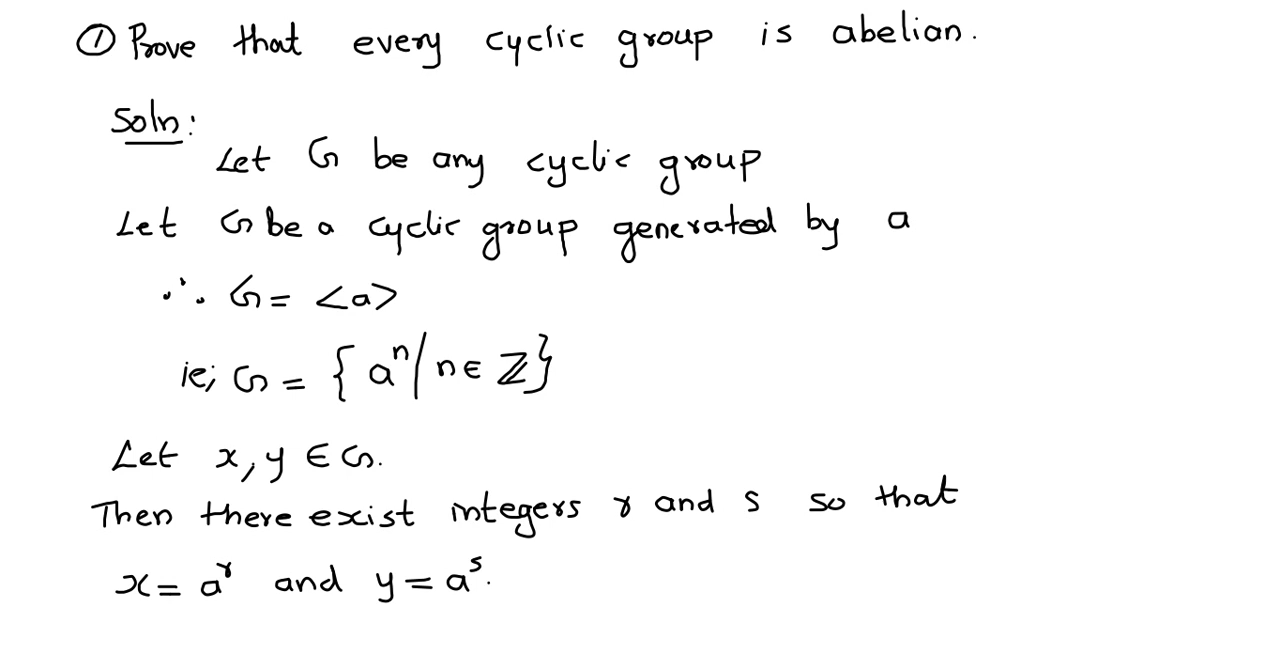 ① Prove that every cyclic group is abelian.
Soln:
Let G be any cyclic group
Let G be a cyclic group generated by a
∴ G = <a>
ie; G = {aⁿ/n∈ ℤ}
Let x, y ∈ G.
Then there exist integers r and s so that
x = aʳ and y = aˢ.